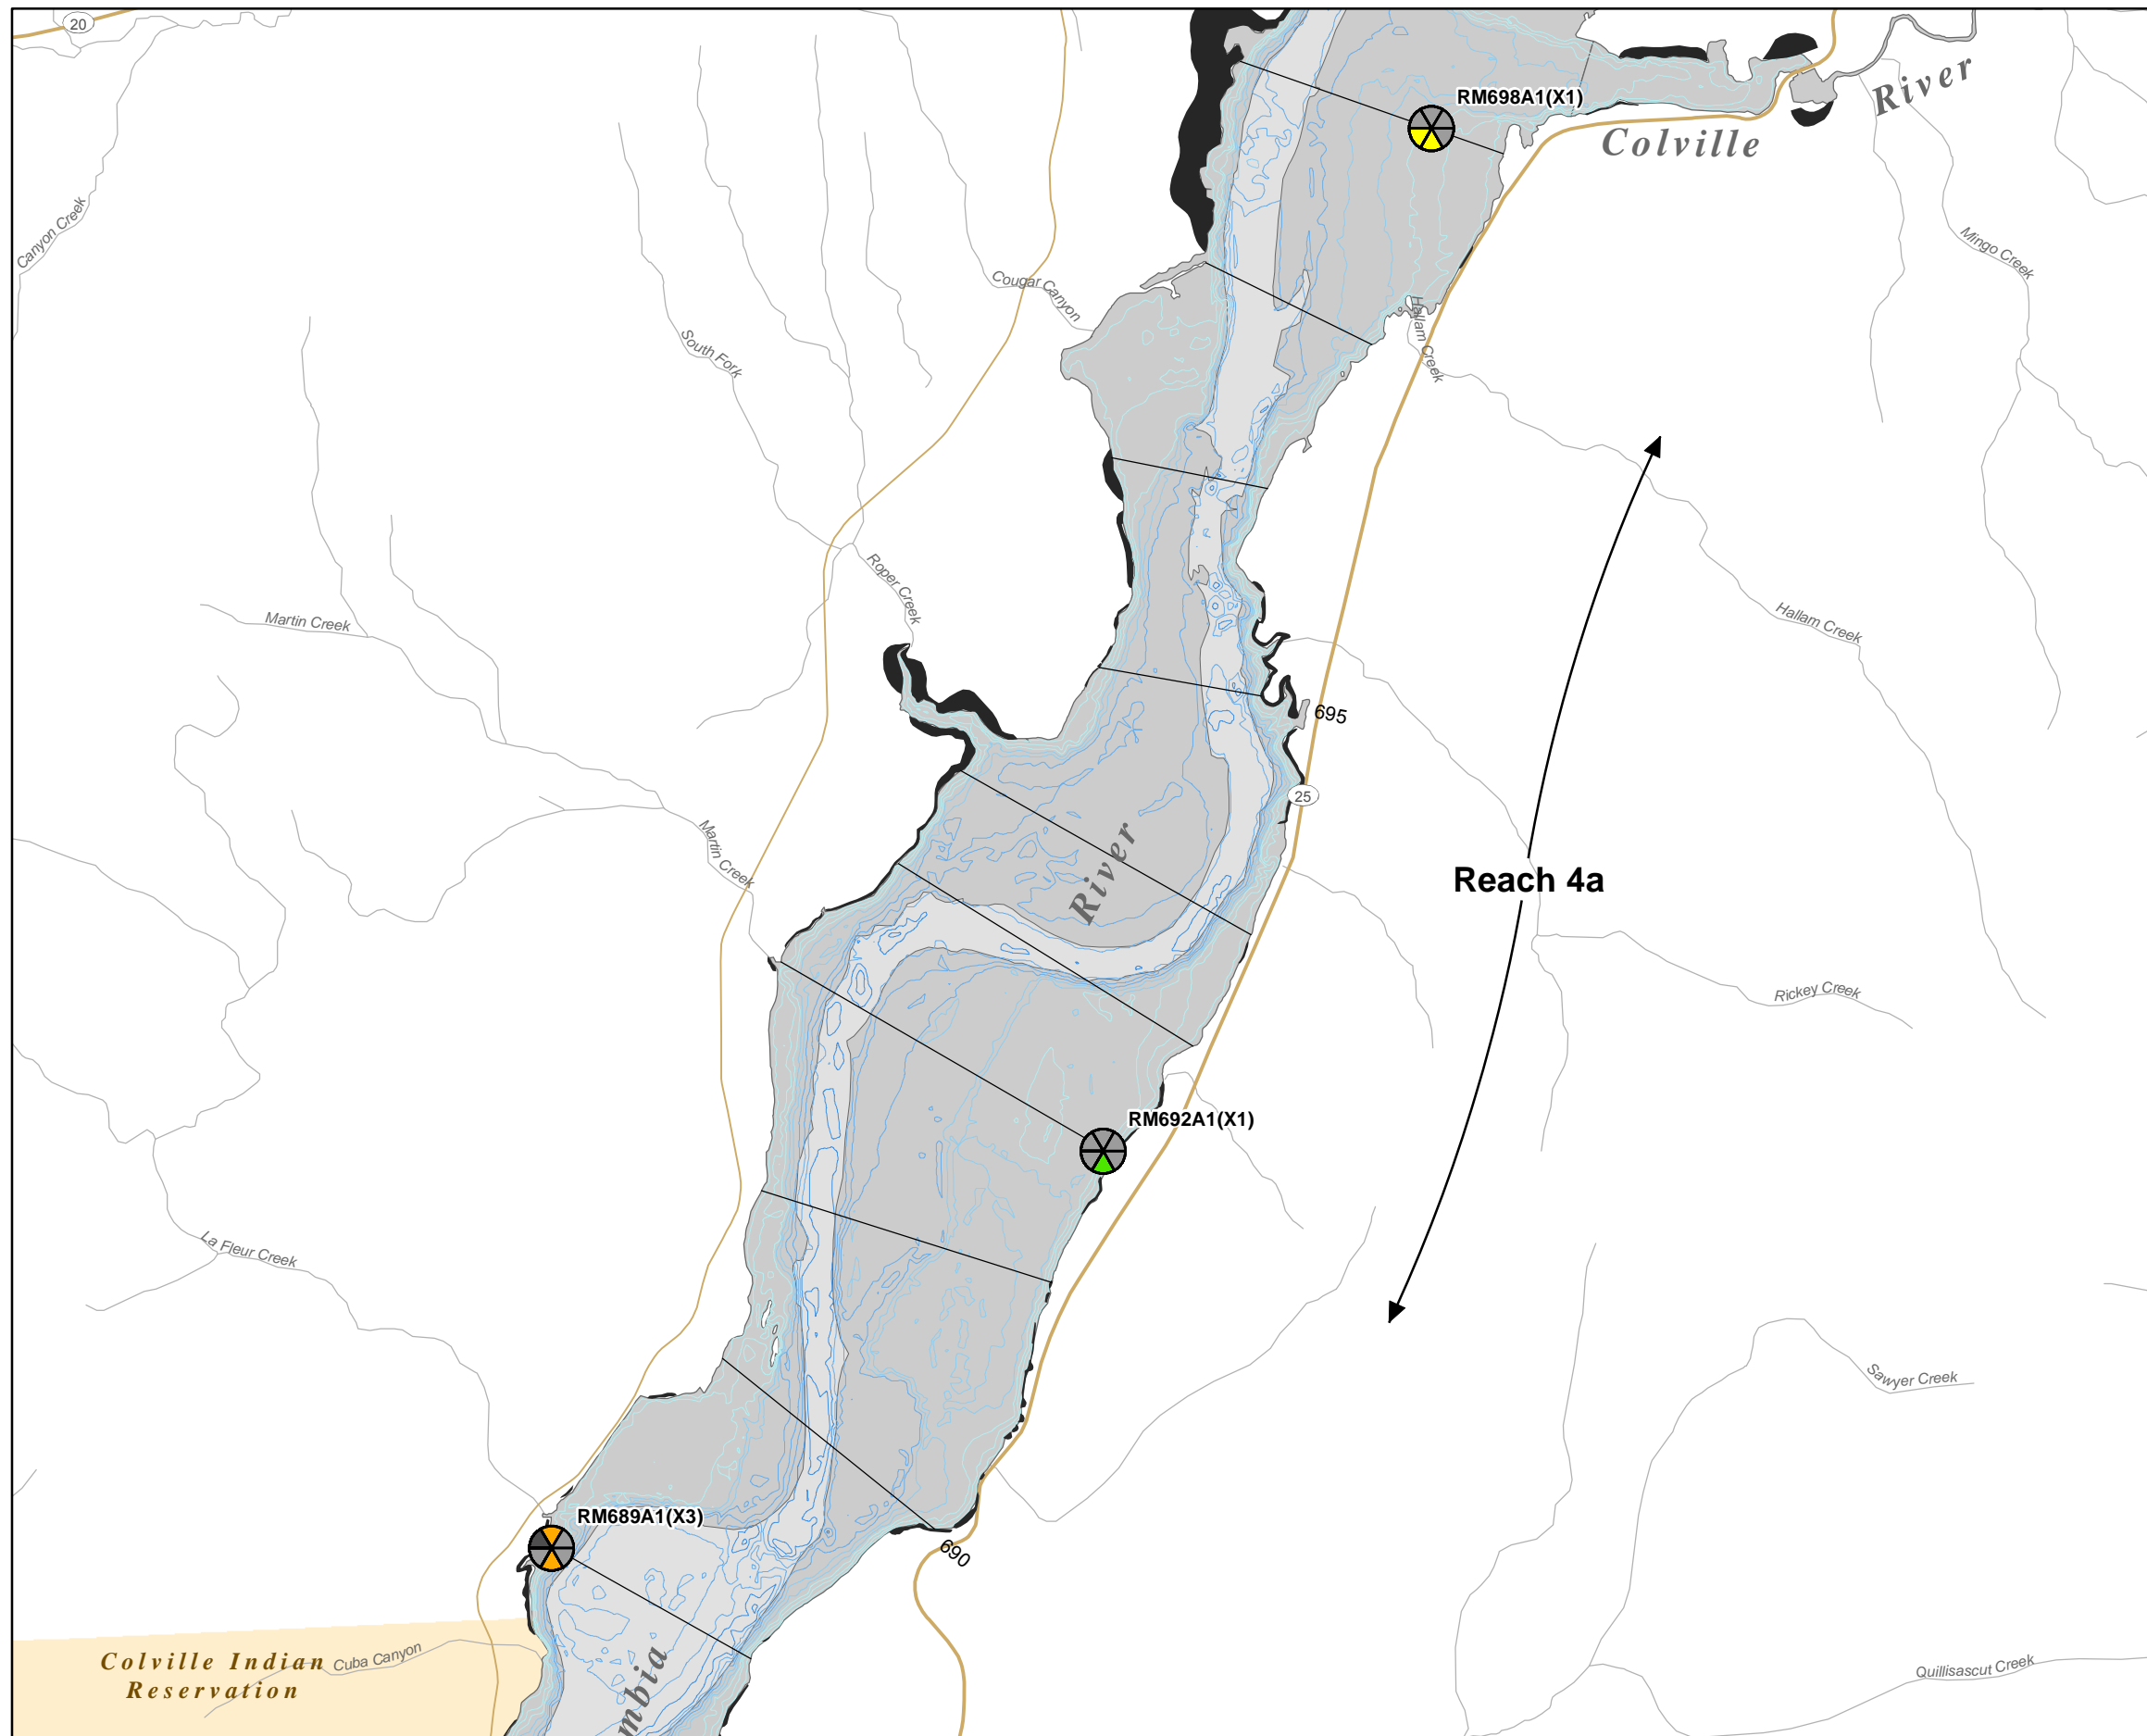 20
RM698A1(X1)
River
Colville
Canyon Creek
Mingo Creek
Cougar Canyon
Hallam Creek
South Fork
Roper Creek
Martin Creek
Hallam Creek
695
25
Martin Creek
River
Reach 4a
Rickey Creek
RM692A1(X1)
La Fleur Creek
Sawyer Creek
RM689A1(X3)
690
Colville Indian
Reservation
Cuba Canyon
mbia
Quillisascut Creek